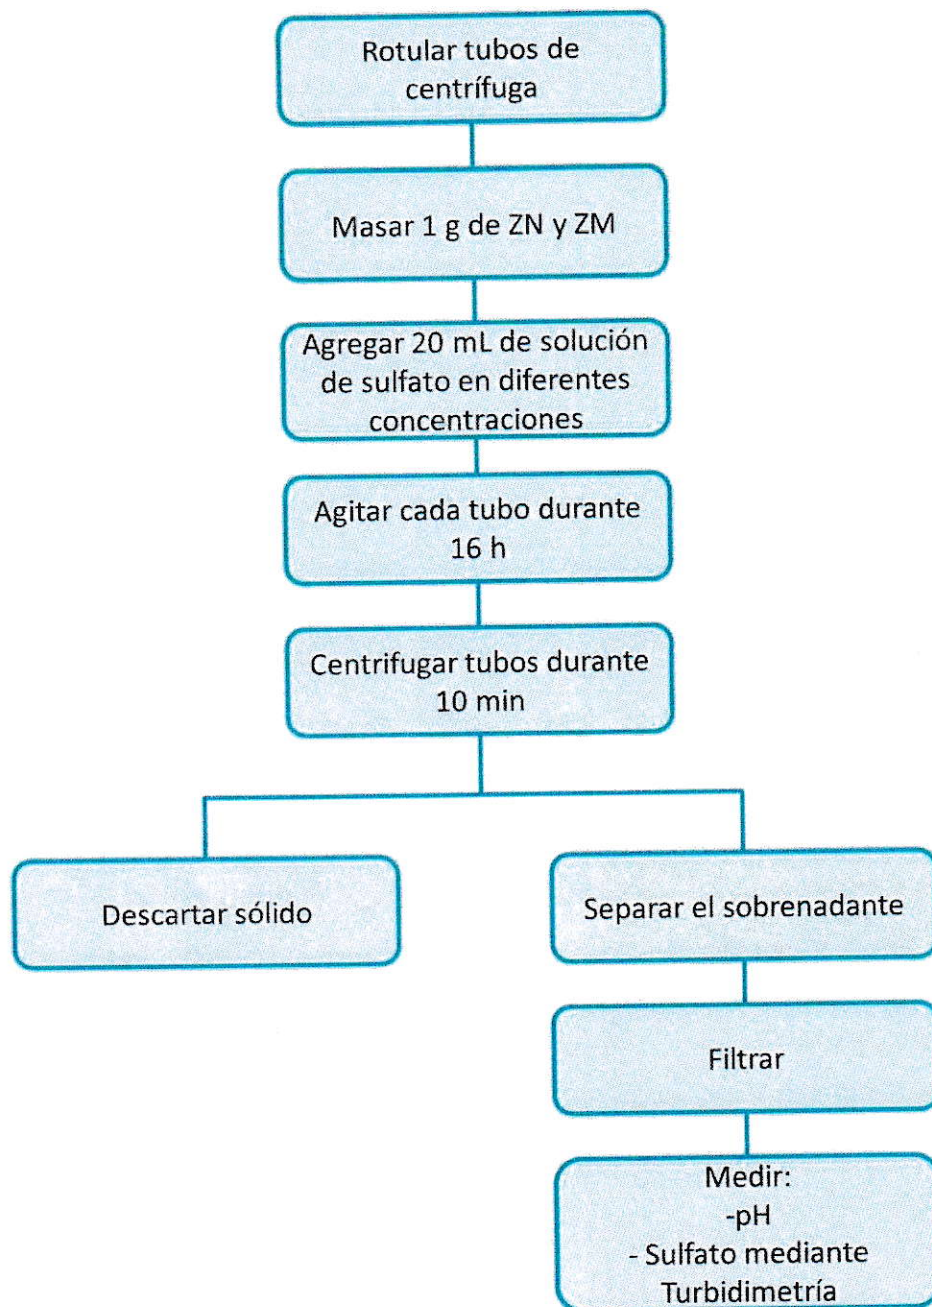 Rotular tubos de
centrífuga
Masar 1 g de ZN y ZM
Agregar 20 mL de solución
de sulfato en diferentes
concentraciones
Agitar cada tubo durante
16 h
Centrifugar tubos durante
10 min
Descartar sólido
Separar el sobrenadante
Filtrar
Medir:
-pH
- Sulfato mediante
Turbidimetría